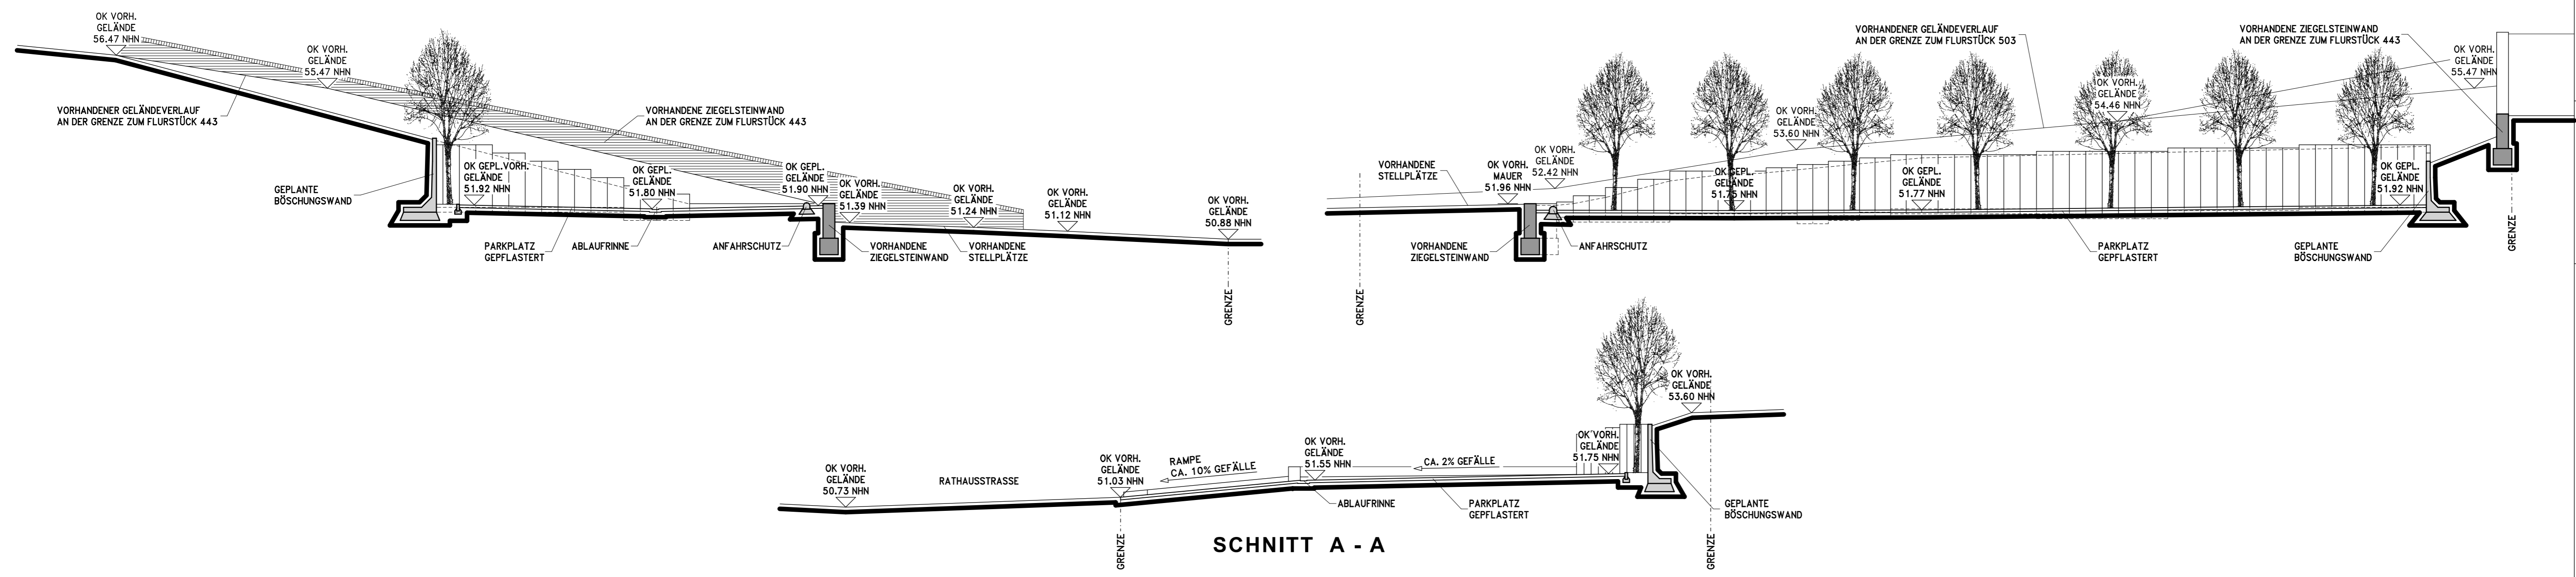 OK VORH.
GELÄNDE
56.47 NHN
OK VORH.
GELÄNDE
55.47 NHN
VORHANDENER GELÄNDEVERLAUF
AN DER GRENZE ZUM FLURSTÜCK 443
VORHANDENE ZIEGELSTEINWAND
AN DER GRENZE ZUM FLURSTÜCK 443
GEPLANTE
BÖSCHUNGSWAND
OK GEPL.VORH.
GELÄNDE
51.92 NHN
OK GEPL.
GELÄNDE
51.80 NHN
OK GEPL.
GELÄNDE
51.90 NHN
OK VORH.
GELÄNDE
51.39 NHN
OK VORH.
GELÄNDE
51.24 NHN
OK VORH.
GELÄNDE
51.12 NHN
OK VORH.
GELÄNDE
50.88 NHN
PARKPLATZ
GEPFLASTERT
ABLAUFRINNE
ANFAHRSCHUTZ
VORHANDENE
ZIEGELSTEINWAND
VORHANDENE
STELLPLÄTZE
GRENZE
VORHANDENER GELÄNDEVERLAUF
AN DER GRENZE ZUM FLURSTÜCK 503
VORHANDENE ZIEGELSTEINWAND
AN DER GRENZE ZUM FLURSTÜCK 443
OK VORH.
GELÄNDE
55.47 NHN
VORHANDENE
STELLPLÄTZE
OK VORH.
MAUER
51.96 NHN
OK VORH.
GELÄNDE
52.42 NHN
OK VORH.
GELÄNDE
53.60 NHN
OK VORH.
GELÄNDE
54.46 NHN
OK GEPL.
GELÄNDE
51.75 NHN
OK GEPL.
GELÄNDE
51.77 NHN
OK GEPL.
GELÄNDE
51.92 NHN
VORHANDENE
ZIEGELSTEINWAND
ANFAHRSCHUTZ
PARKPLATZ
GEPFLASTERT
GEPLANTE
BÖSCHUNGSWAND
GRENZE
GRENZE
OK VORH.
GELÄNDE
53.60 NHN
OK VORH.
GELÄNDE
50.73 NHN
RATHAUSSTRASSE
OK VORH.
GELÄNDE
51.03 NHN
RAMPE
CA. 10% GEFÄLLE
OK VORH.
GELÄNDE
51.55 NHN
CA. 2% GEFÄLLE
OK VORH.
GELÄNDE
51.75 NHN
ABLAUFRINNE
PARKPLATZ
GEPFLASTERT
GEPLANTE
BÖSCHUNGSWAND
GRENZE
GRENZE
SCHNITT A - A